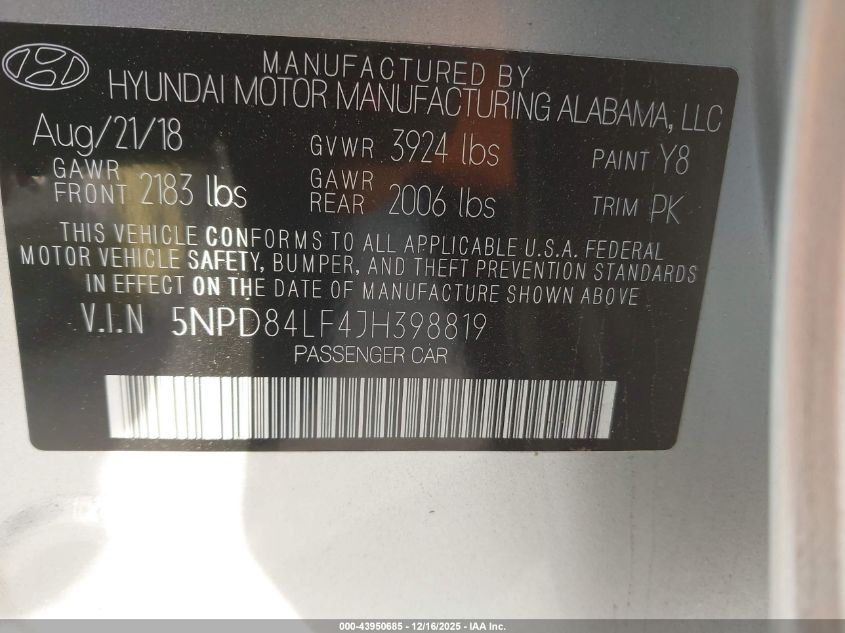 MANUFACTURED BY
HYUNDAI MOTOR MANUFACTURING ALABAMA, LLC
Aug/21/18 GVWR 3924 lbs PAINT Y8
GAWR FRONT 2183 lbs GAWR REAR 2006 lbs TRIM PK
THIS VEHICLE CONFORMS TO ALL APPLICABLE U.S.A. FEDERAL
MOTOR VEHICLE SAFETY, BUMPER, AND THEFT PREVENTION STANDARDS
IN EFFECT ON THE DATE OF MANUFACTURE SHOWN ABOVE
V.I.N 5NPD84LF4JH398819
PASSENGER CAR
000-43950685 - 12/16/2025 - IAA Inc.